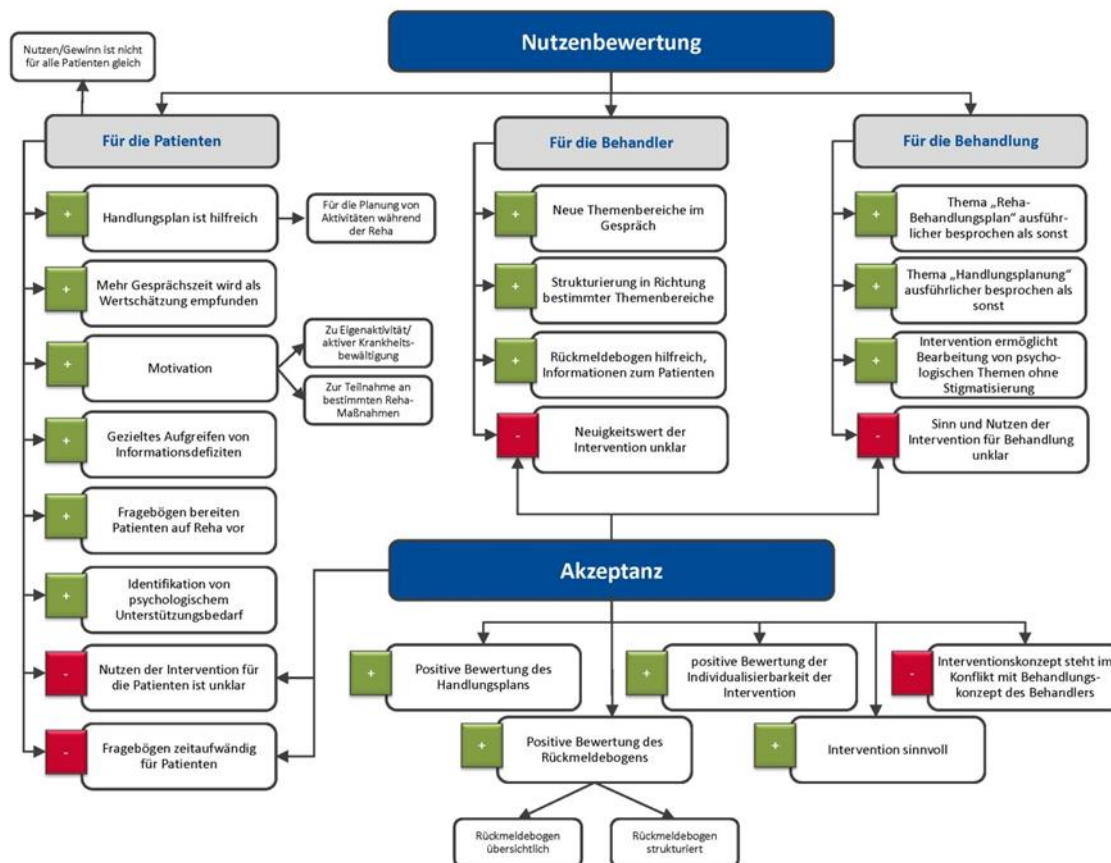 Nutzenbewertung
Nutzen/Gewinn ist nicht
für alle Patienten gleich
Für die Patienten
+
Handlungsplan ist hilfreich
Für die Planung von
Aktivitäten während
der Reha
+
Mehr Gesprächszeit wird als
Wertschätzung empfunden
+
Motivation
Zu Eigenaktivität/
aktiver Krankheits-
bewältigung
Zur Teilnahme an
bestimmten Reha-
Maßnahmen
+
Gezieltes Aufgreifen von
Informationsdefiziten
+
Fragebögen bereiten
Patienten auf Reha vor
+
Identifikation von
psychologischem
Unterstützungsbedarf
-
Nutzen der Intervention für
die Patienten ist unklar
-
Fragebögen zeitaufwändig
für Patienten
Für die Behandler
+
Neue Themenbereiche im
Gespräch
+
Strukturierung in Richtung
bestimmter Themenbereiche
+
Rückmeldebogen hilfreich,
Informationen zum Patienten
-
Neuigkeitswert der
Intervention unklar
Für die Behandlung
+
Thema „Reha-
Behandlungsplan“ ausführ-
licher besprochen als sonst
+
Thema „Handlungsplanung“
ausführlicher besprochen als
sonst
+
Intervention ermöglicht
Bearbeitung von psycho-
logischen Themen ohne
Stigmatisierung
-
Sinn und Nutzen der
Intervention für Behandlung
unklar
Akzeptanz
+
Positive Bewertung des
Handlungsplans
+
positive Bewertung der
Individualisierbarkeit der
Intervention
-
Interventionskonzept steht im
Konflikt mit Behandlungs-
konzept des Behandlers
+
Positive Bewertung des
Rückmeldebogens
+
Intervention sinnvoll
Rückmeldebogen
übersichtlich
Rückmeldebogen
strukturiert